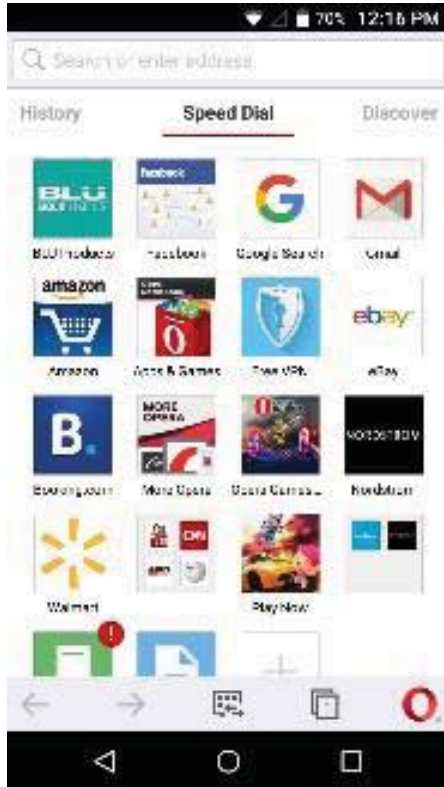 70% 12:16 PM
Search or enter address
History Speed Dial Discover
BLU
facebook
G
BLU Products Facebook Google Search Gmail
amazon
ebay
Amazon Apps & Games Free VPN eBay
B.
MORE
OPERA
NORDSTROM
Booking.com More Opera Opera Games... Nordstrom
CNN
Walmart Play Now
!